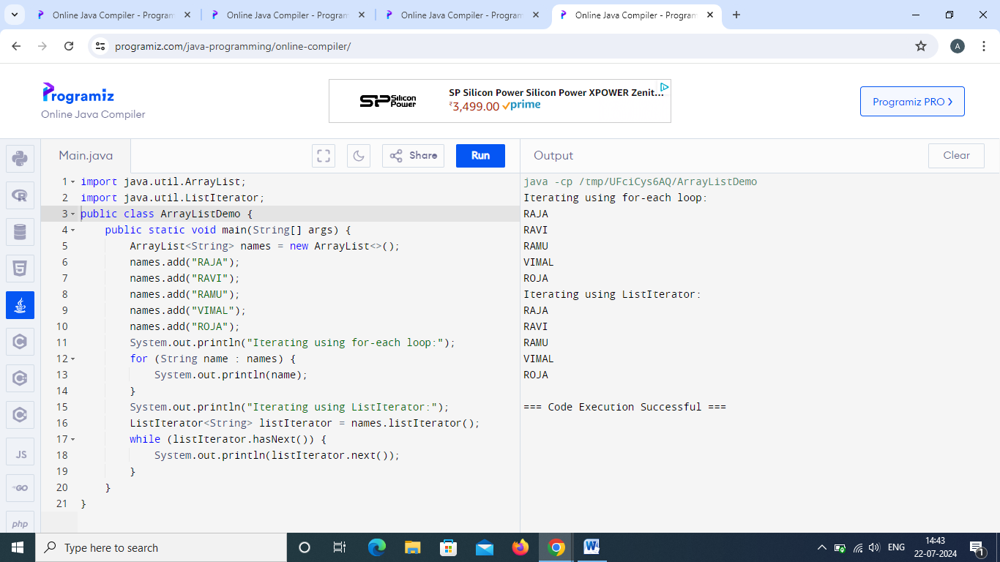 Online Java Compiler - Program
Online Java Compiler - Program
Online Java Compiler - Program
Online Java Compiler - Program
programiz.com/java-programming/online-compiler/
A
Programiz
Online Java Compiler
SP Silicon Power
SP Silicon Power Silicon Power XPOWER Zenit...
₹3,499.00 prime
Programiz PRO >
Main.java
Share
Run
Output
Clear
1 import java.util.ArrayList;
2 import java.util.ListIterator;
3 public class ArrayListDemo {
4 public static void main(String[] args) {
5 ArrayList<String> names = new ArrayList<>();
6 names.add("RAJA");
7 names.add("RAVI");
8 names.add("RAMU");
9 names.add("VIMAL");
10 names.add("ROJA");
11 System.out.println("Iterating using for-each loop:");
12 for (String name : names) {
13 System.out.println(name);
14 }
15 System.out.println("Iterating using ListIterator:");
16 ListIterator<String> listIterator = names.listIterator();
17 while (listIterator.hasNext()) {
18 System.out.println(listIterator.next());
19 }
20 }
21 }
java -cp /tmp/UFciCys6AQ/ArrayListDemo
Iterating using for-each loop:
RAJA
RAVI
RAMU
VIMAL
ROJA
Iterating using ListIterator:
RAJA
RAVI
RAMU
VIMAL
ROJA
=== Code Execution Successful ===
JS
GO
php
Type here to search
ENG
14:43
22-07-2024
1